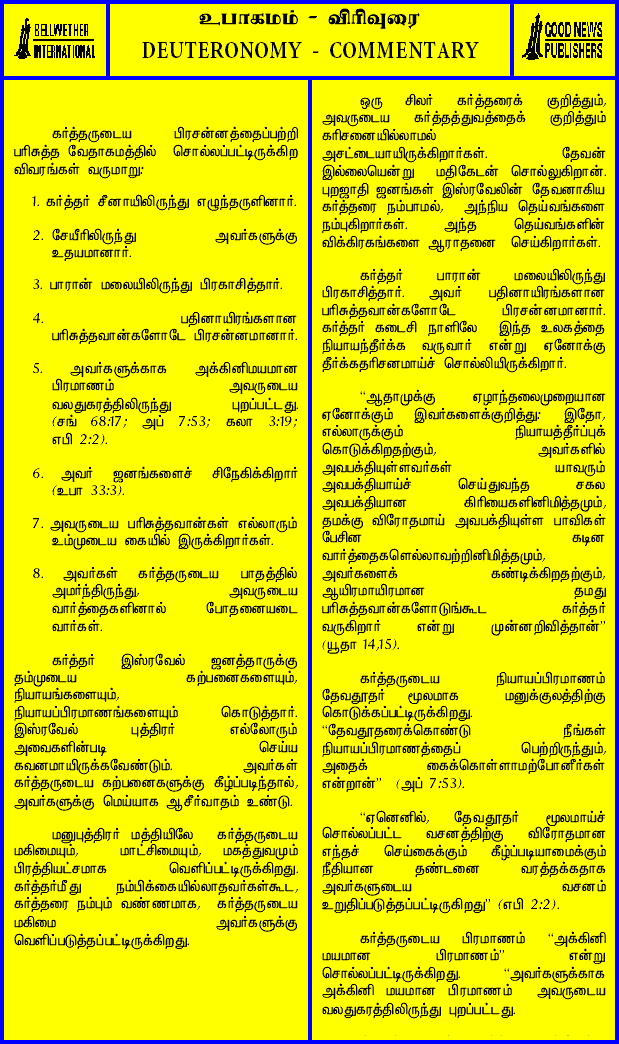 BELLWETHER
INTERNATIONAL
உபாகமம் - விரிவுரை
DEUTERONOMY - COMMENTARY
GOOD NEWS
PUBLISHERS
கர்த்தருடைய பிரசன்னத்தைப்பற்றி
பரிசுத்த வேதாகமத்தில் சொல்லப்பட்டிருக்கிற
விவரங்கள் வருமாறு:
1. கர்த்தர் சீனாயிலிருந்து எழுந்தருளினார்.
2. சேயீரிலிருந்து அவர்களுக்கு
உதயமானார்.
3. பாரான் மலையிலிருந்து பிரகாசித்தார்.
4. பதினாயிரங்களான
பரிசுத்தவான்களோடே பிரசன்னமானார்.
5. அவர்களுக்காக அக்கினிமயமான
பிரமாணம் அவருடைய
வலதுகரத்திலிருந்து புறப்பட்டது.
(சங் 68:17; அப் 7:53; கலா 3:19;
எபி 2:2).
6. அவர் ஜனங்களைச் சிநேகிக்கிறார்
(உபா 33:3).
7. அவருடைய பரிசுத்தவான்கள் எல்லாரும்
உம்முடைய கையில் இருக்கிறார்கள்.
8. அவர்கள் கர்த்தருடைய பாதத்தில்
அமர்ந்திருந்து, அவருடைய
வார்த்தைகளினால் போதனையடை
வார்கள்.
கர்த்தர் இஸ்ரவேல் ஜனத்தாருக்கு
தம்முடைய கற்பனைகளையும்,
நியாயங்களையும்,
நியாயப்பிரமாணங்களையும் கொடுத்தார்.
இஸ்ரவேல் புத்திரர் எல்லோரும்
அவைகளின்படி செய்ய
கவனமாயிருக்கவேண்டும். அவர்கள்
கர்த்தருடைய கற்பனைகளுக்கு கீழ்ப்படிந்தால்,
அவர்களுக்கு மெய்யாக ஆசீர்வாதம் உண்டு.
மனுபுத்திரர் மத்தியிலே கர்த்தருடைய
மகிமையும், மாட்சிமையும், மகத்துவமும்
பிரத்தியட்சமாக வெளிப்பட்டிருக்கிறது.
கர்த்தர்மீது நம்பிக்கையில்லாதவர்கள்கூட,
கர்த்தரை நம்பும் வண்ணமாக, கர்த்தருடைய
மகிமை அவர்களுக்கு
வெளிப்படுத்தப்பட்டிருக்கிறது.
ஒரு சிலர் கர்த்தரைக் குறித்தும்,
அவருடைய கர்த்தத்துவத்தைக் குறித்தும்
கரிசனையில்லாமல்
அசட்டையாயிருக்கிறார்கள். தேவன்
இல்லையென்று மதிகேடன் சொல்லுகிறான்.
புறஜாதி ஜனங்கள் இஸ்ரவேலின் தேவனாகிய
கர்த்தரை நம்பாமல், அந்நிய தெய்வங்களை
நம்புகிறார்கள். அந்த தெய்வங்களின்
விக்கிரகங்களை ஆராதனை செய்கிறார்கள்.
கர்த்தர் பாரான் மலையிலிருந்து
பிரகாசித்தார். அவர் பதினாயிரங்களான
பரிசுத்தவான்களோடே பிரசன்னமானார்.
கர்த்தர் கடைசி நாளிலே இந்த உலகத்தை
நியாயந்தீர்க்க வருவார் என்று ஏனோக்கு
தீர்க்கதரிசனமாய்ச் சொல்லியிருக்கிறார்.
“ஆதாமுக்கு ஏழாந்தலைமுறையான
ஏனோக்கும் இவர்களைக்குறித்து: இதோ,
எல்லாருக்கும் நியாயத்தீர்ப்புக்
கொடுக்கிறதற்கும், அவர்களில்
அவபக்தியுள்ளவர்கள் யாவரும்
அவபக்தியாய்ச் செய்துவந்த சகல
அவபக்தியான கிரியைகளினிமித்தமும்,
தமக்கு விரோதமாய் அவபக்தியுள்ள பாவிகள்
பேசின கடின
வார்த்தைகளெல்லாவற்றினிமித்தமும்,
அவர்களைக் கண்டிக்கிறதற்கும்,
ஆயிரமாயிரமான தமது
பரிசுத்தவான்களோடுங்கூட கர்த்தர்
வருகிறார் என்று முன்னறிவித்தான்”
(யூதா 14,15).
கர்த்தருடைய நியாயப்பிரமாணம்
தேவதூதர் மூலமாக மனுக்குலத்திற்கு
கொடுக்கப்பட்டிருக்கிறது.
“தேவதூதரைக்கொண்டு நீங்கள்
நியாயப்பிரமாணத்தைப் பெற்றிருந்தும்,
அதைக் கைக்கொள்ளாமற்போனீர்கள்
என்றான்” (அப் 7:53).
“ஏனெனில், தேவதூதர் மூலமாய்ச்
சொல்லப்பட்ட வசனத்திற்கு விரோதமான
எந்தச் செய்கைக்கும் கீழ்படியாமைக்கும்
நீதியான தண்டனை வரத்தக்கதாக
அவர்களுடைய வசனம்
உறுதிப்படுத்தப்பட்டிருக்கிறது” (எபி 2:2).
கர்த்தருடைய பிரமாணம் “அக்கினி
மயமான பிரமாணம்” என்று
சொல்லப்பட்டிருக்கிறது. “அவர்களுக்காக
அக்கினி மயமான பிரமாணம் அவருடைய
வலதுகரத்திலிருந்து புறப்பட்டது.